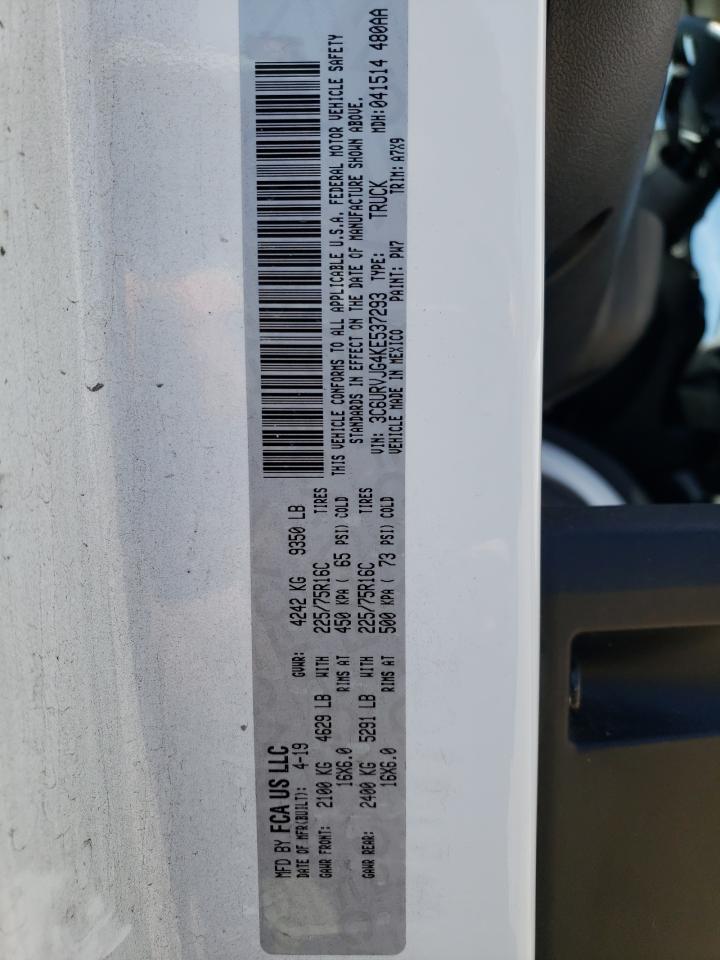 MFD BY FCA US LLC
DATE OF MFR(BUILT): 4-19 GVWR: 4242 KG 9350 LB
GAWR FRONT: 2100 KG 4629 LB WITH 225/75R16C TIRES
16X6.0 RIMS AT 450 KPA ( 65 PSI) COLD
GAWR REAR: 2400 KG 5291 LB WITH 225/75R16C TIRES
16X6.0 RIMS AT 500 KPA ( 73 PSI) COLD
THIS VEHICLE CONFORMS TO ALL APPLICABLE U.S.A. FEDERAL MOTOR VEHICLE SAFETY
STANDARDS IN EFFECT ON THE DATE OF MANUFACTURE SHOWN ABOVE.
VIN: 3C6URVJG4KE537293 TYPE: TRUCK MDH:041514 480AA
VEHICLE MADE IN MEXICO PAINT: PW7 TRIM: A7X9